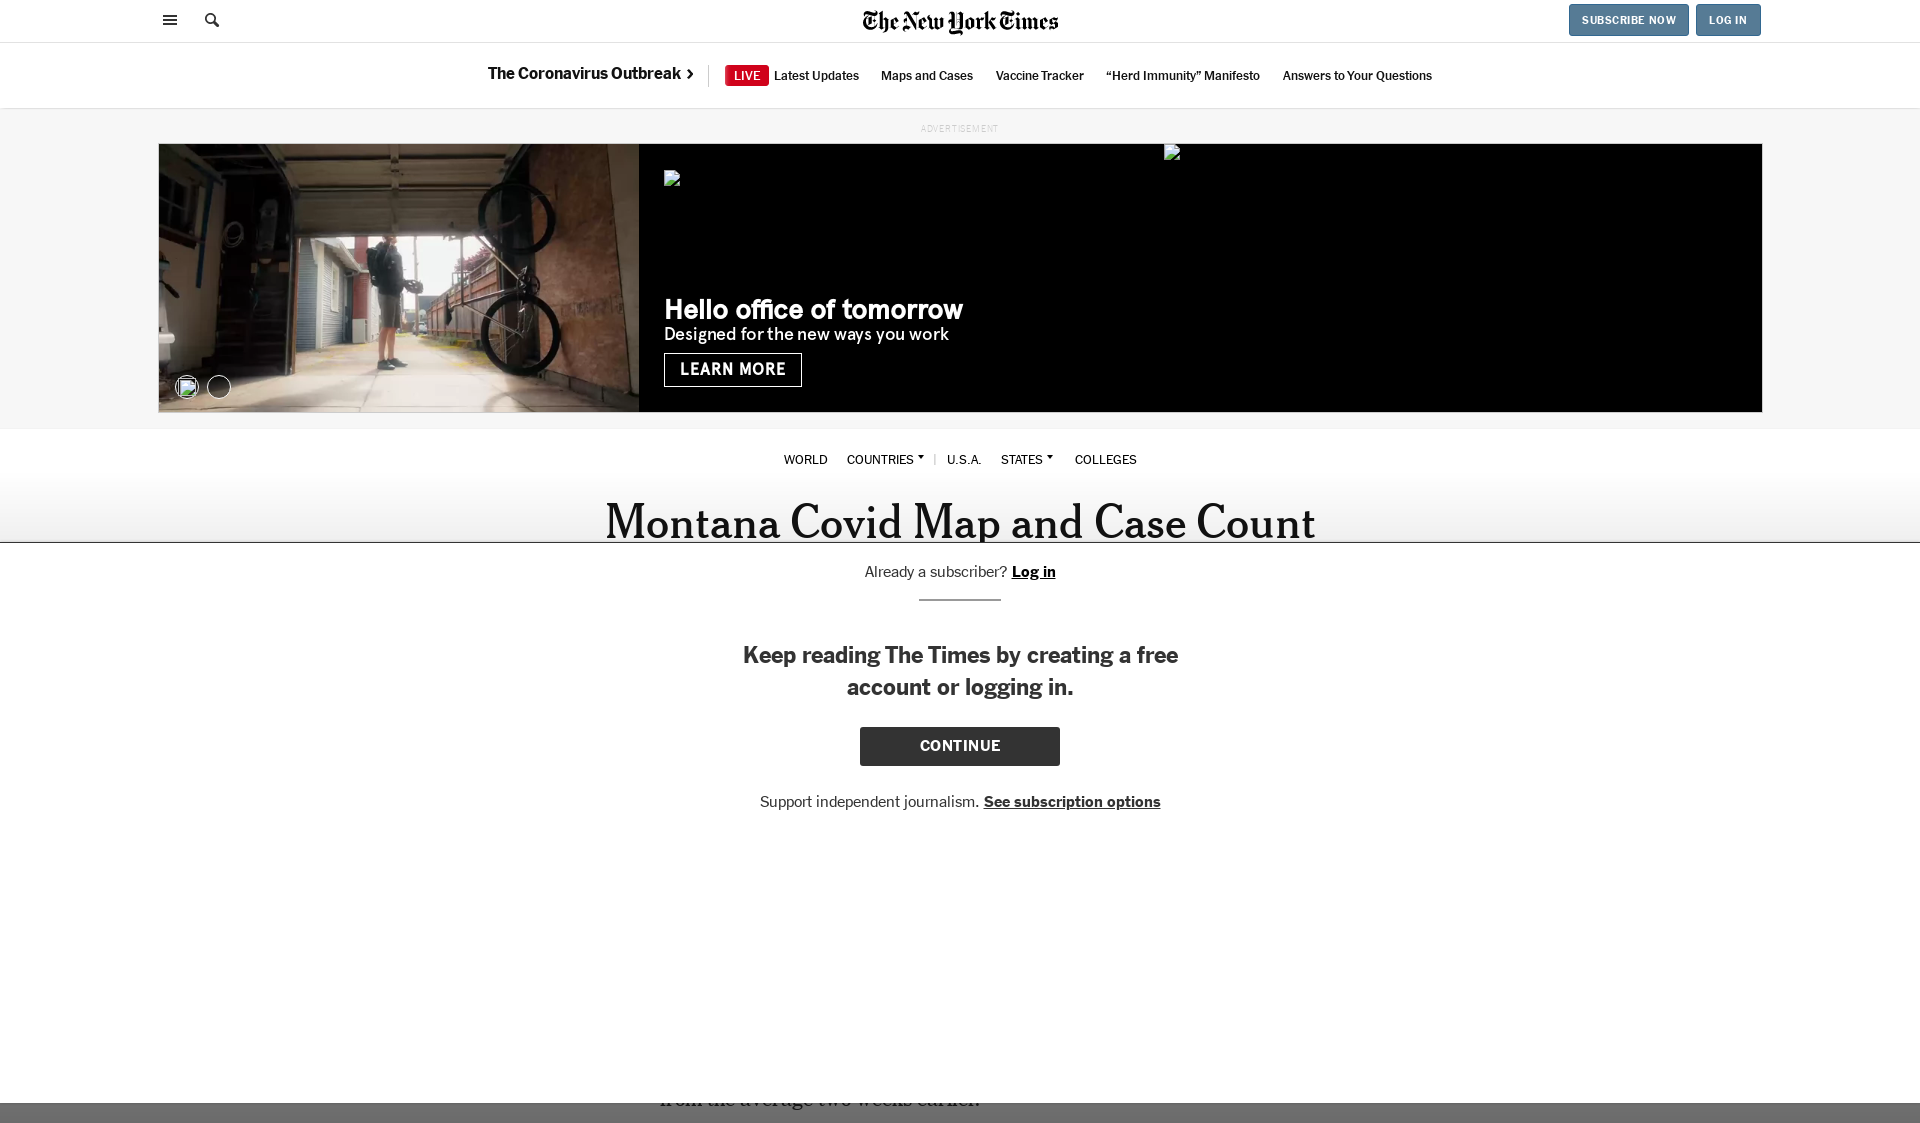 The New York Times
SUBSCRIBE NOW
LOG IN
The Coronavirus Outbreak
LIVE Latest Updates
Maps and Cases
Vaccine Tracker
“Herd Immunity” Manifesto
Answers to Your Questions
ADVERTISEMENT
Hello office of tomorrow
Designed for the new ways you work
LEARN MORE
WORLD
COUNTRIES
U.S.A.
STATES
COLLEGES
Montana Covid Map and Case Count
Already a subscriber? Log in
Keep reading The Times by creating a free
account or logging in.
CONTINUE
Support independent journalism. See subscription options
from the average two weeks earlier.